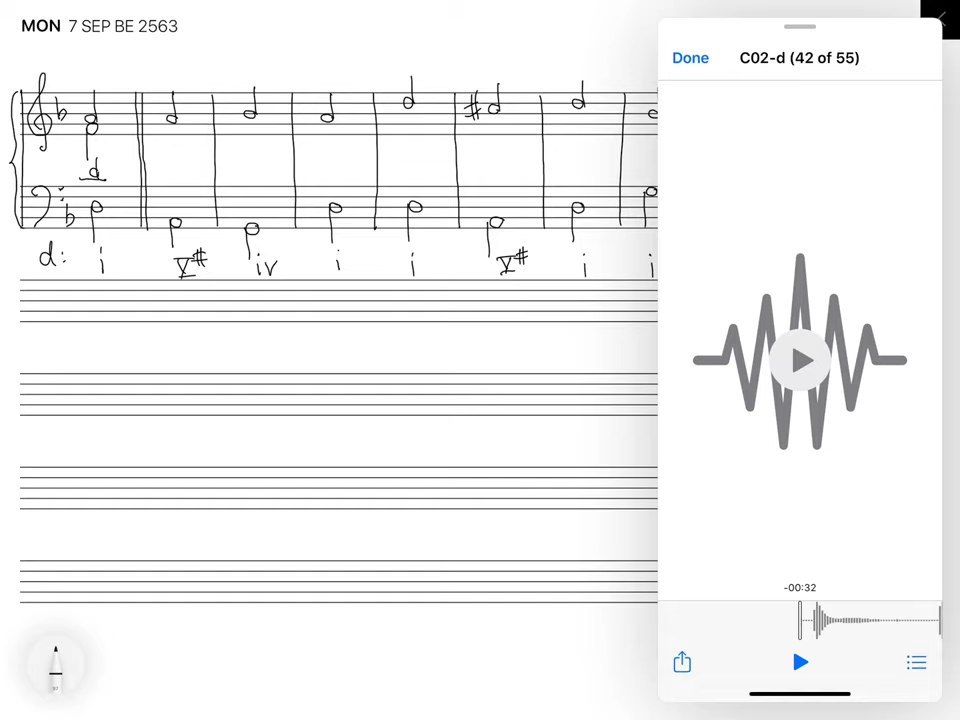 MON 7 SEP BE 2563
Done C02-d (42 of 55)
d: i V# iv i i V# i i
-00:32